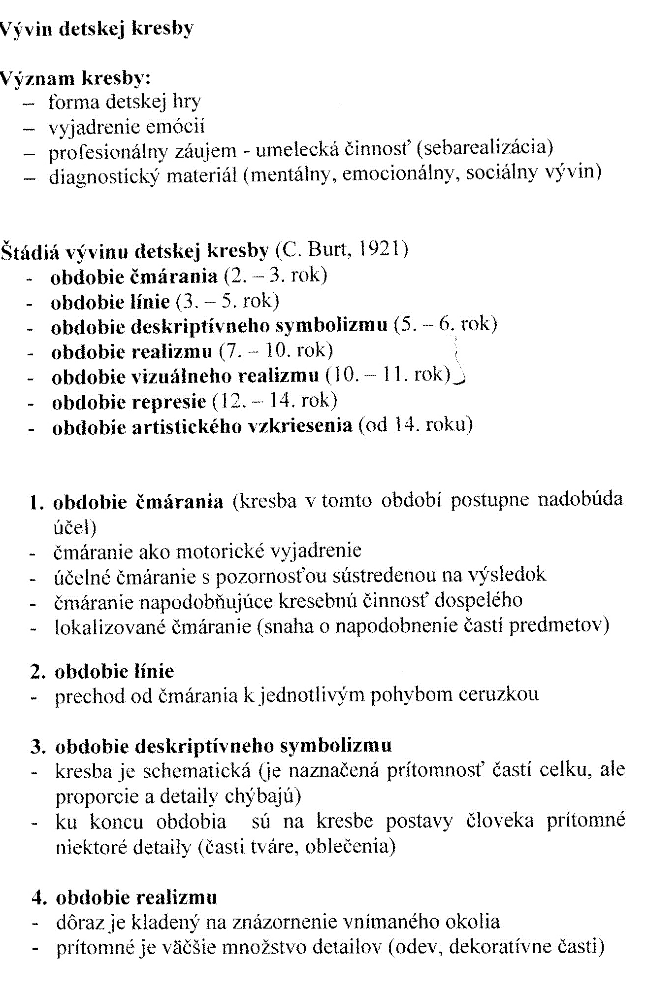 Vývin detskej kresby
Význam kresby:
– forma detskej hry
– vyjadrenie emócií
– profesionálny záujem - umelecká činnosť (sebarealizácia)
– diagnostický materiál (mentálny, emocionálny, sociálny vývin)
Štádiá vývinu detskej kresby (C. Burt, 1921)
- obdobie čmárania (2. – 3. rok)
- obdobie línie (3. – 5. rok)
- obdobie deskriptívneho symbolizmu (5. – 6. rok)
- obdobie realizmu (7. – 10. rok)
- obdobie vizuálneho realizmu (10. – 11. rok)
- obdobie represie (12. – 14. rok)
- obdobie artistického vzkriesenia (od 14. roku)
1. obdobie čmárania (kresba v tomto období postupne nadobúda
účel)
- čmáranie ako motorické vyjadrenie
- účelné čmáranie s pozornosťou sústredenou na výsledok
- čmáranie napodobňujúce kresebnú činnosť dospelého
- lokalizované čmáranie (snaha o napodobnenie častí predmetov)
2. obdobie línie
- prechod od čmárania k jednotlivým pohybom ceruzkou
3. obdobie deskriptívneho symbolizmu
- kresba je schematická (je naznačená prítomnosť častí celku, ale
proporcie a detaily chýbajú)
- ku koncu obdobia sú na kresbe postavy človeka prítomné
niektoré detaily (časti tváre, oblečenia)
4. obdobie realizmu
- dôraz je kladený na znázornenie vnímaného okolia
- prítomné je väčšie množstvo detailov (odev, dekoratívne časti)